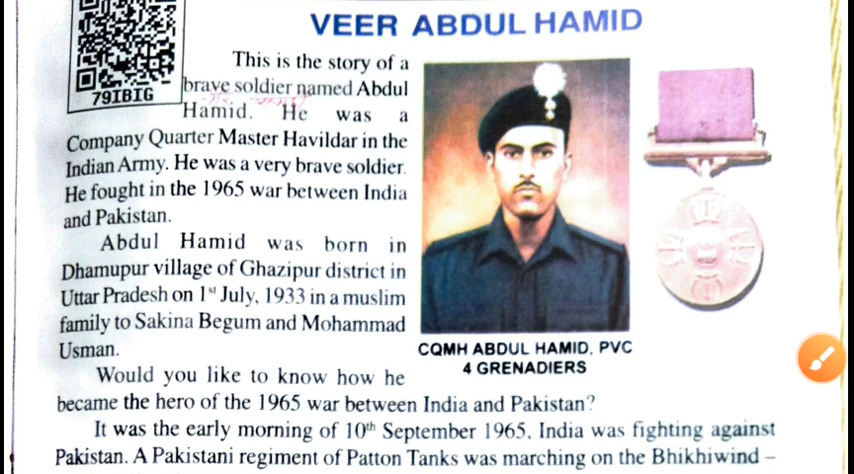 VEER ABDUL HAMID
79IBIG
This is the story of a
brave soldier named Abdul
Hamid. He was a
Company Quarter Master Havildar in the
Indian Army. He was a very brave soldier.
He fought in the 1965 war between India
and Pakistan.
Abdul Hamid was born in
Dhamupur village of Ghazipur district in
Uttar Pradesh on 1st July, 1933 in a muslim
family to Sakina Begum and Mohammad
Usman.
CQMH ABDUL HAMID, PVC
4 GRENADIERS
Would you like to know how he
became the hero of the 1965 war between India and Pakistan?
It was the early morning of 10th September 1965, India was fighting against
Pakistan. A Pakistani regiment of Patton Tanks was marching on the Bhikhiwind –